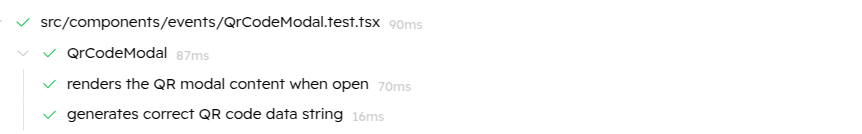 src/components/events/QrCodeModal.test.tsx 90ms
QrCodeModal 87ms
renders the QR modal content when open 70ms
generates correct QR code data string 16ms